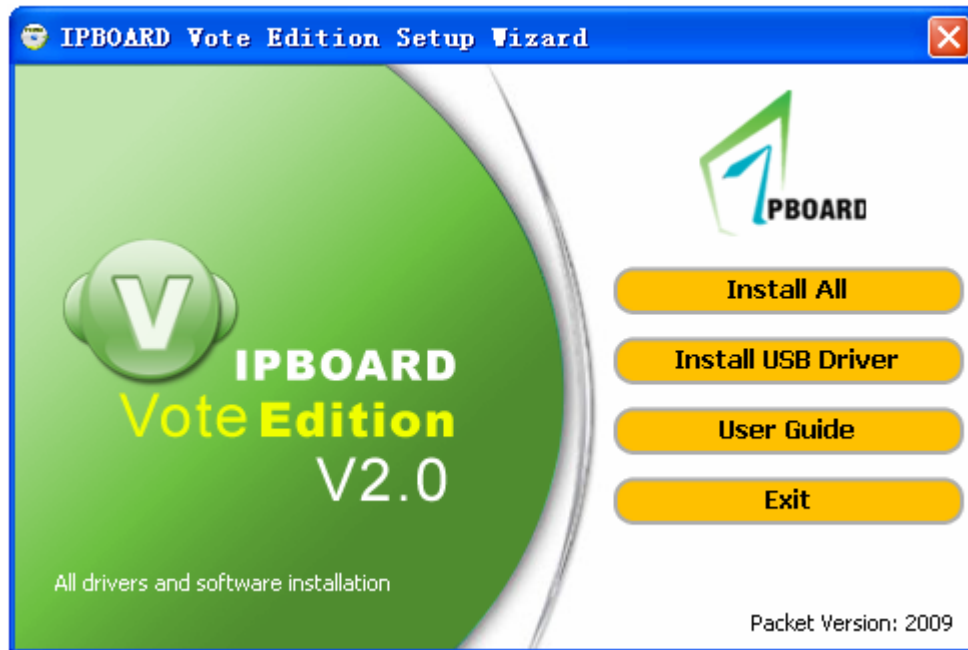 IPBOARD Vote Edition Setup Wizard
V
IPBOARD
Vote Edition
V2.0
All drivers and software installation
IPBOARD
Install All
Install USB Driver
User Guide
Exit
Packet Version: 2009